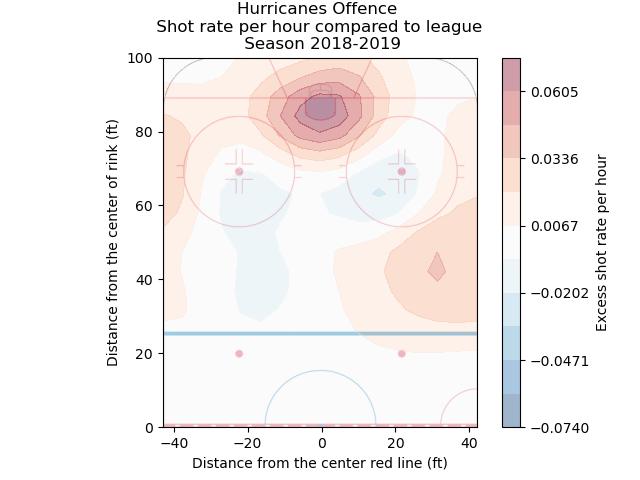 Hurricanes Offence
Shot rate per hour compared to league
Season 2018-2019
100
80
60
40
20
0
Distance from the center of rink (ft)
−40
−20
0
20
40
Distance from the center red line (ft)
0.0605
0.0336
0.0067
−0.0202
−0.0471
−0.0740
Excess shot rate per hour